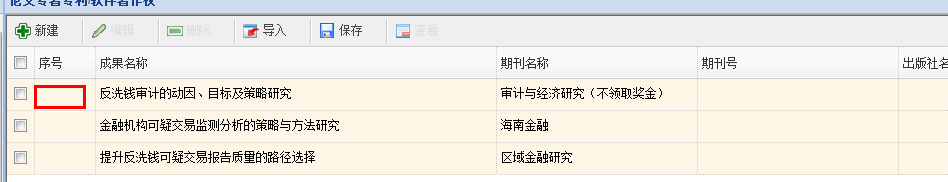 论文专著专利软件著作权
新建 编辑 删除 导入 保存 查看
序号 成果名称 期刊名称 期刊号 出版社名
反洗钱审计的动因、目标及策略研究 审计与经济研究（不领取奖金）
金融机构可疑交易监测分析的策略与方法研究 海南金融
提升反洗钱可疑交易报告质量的路径选择 区域金融研究